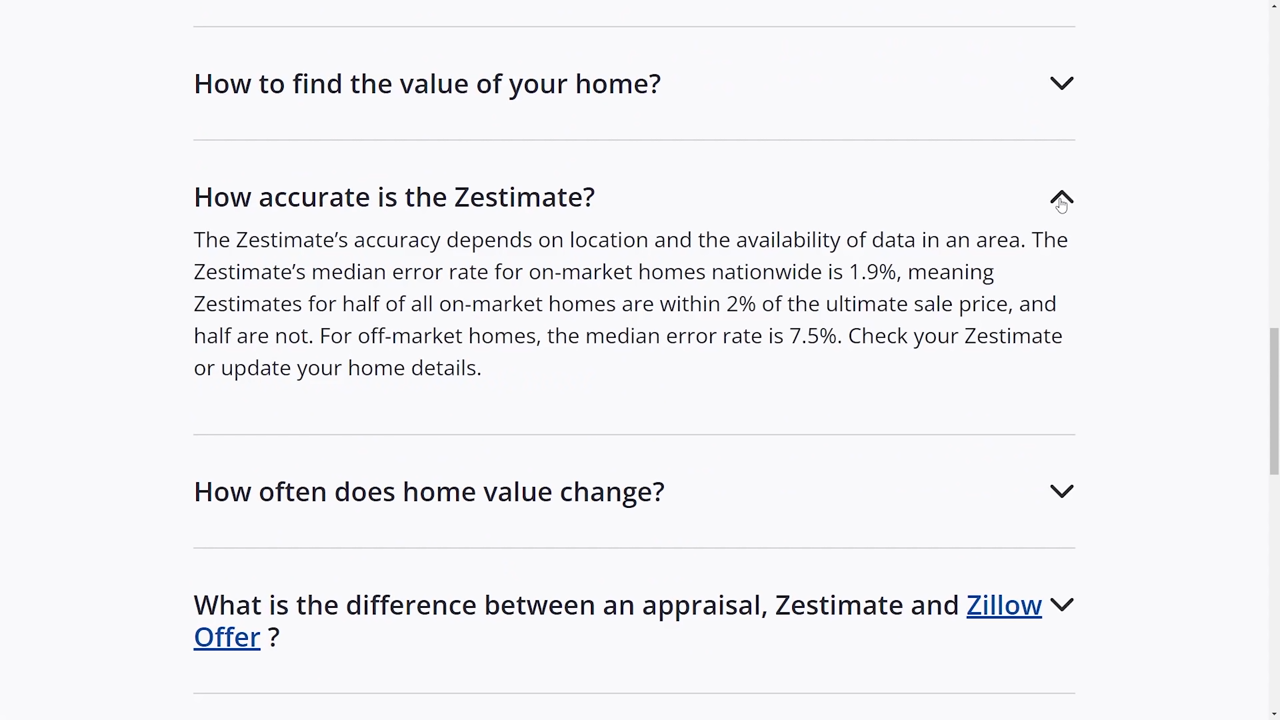 How to find the value of your home?
How accurate is the Zestimate?
The Zestimate’s accuracy depends on location and the availability of data in an area. The
Zestimate’s median error rate for on-market homes nationwide is 1.9%, meaning
Zestimates for half of all on-market homes are within 2% of the ultimate sale price, and
half are not. For off-market homes, the median error rate is 7.5%. Check your Zestimate
or update your home details.
How often does home value change?
What is the difference between an appraisal, Zestimate and Zillow
Offer ?